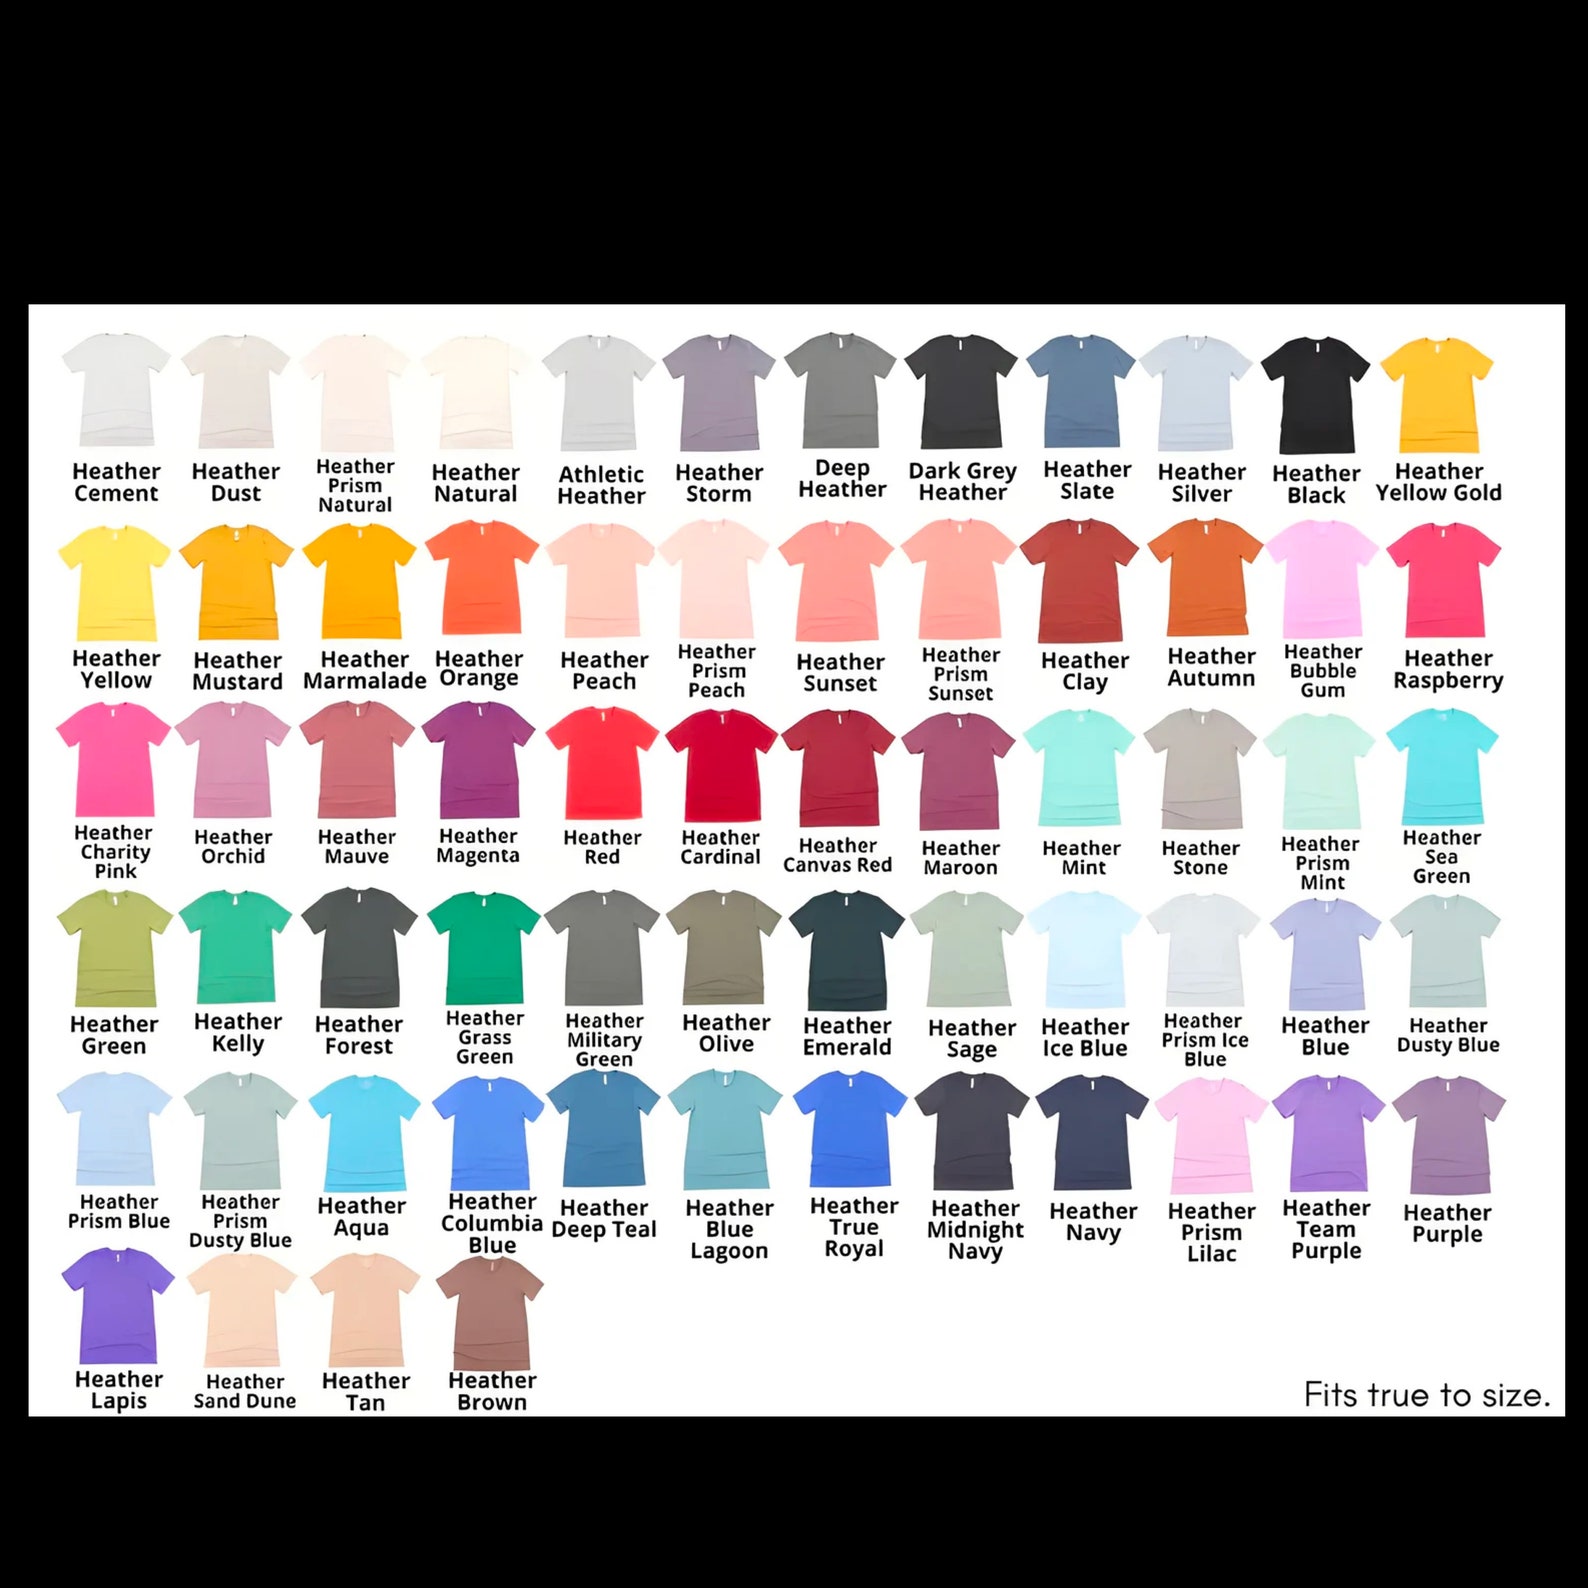 Heather
Cement
Heather
Dust
Heather
Prism
Natural
Heather
Natural
Athletic
Heather
Heather
Storm
Deep
Heather
Dark Grey
Heather
Heather
Slate
Heather
Silver
Heather
Black
Heather
Yellow Gold
Heather
Yellow
Heather
Mustard
Heather
Marmalade
Heather
Orange
Heather
Peach
Heather
Prism
Peach
Heather
Sunset
Heather
Prism
Sunset
Heather
Clay
Heather
Autumn
Heather
Bubble
Gum
Heather
Raspberry
Heather
Charity
Pink
Heather
Orchid
Heather
Mauve
Heather
Magenta
Heather
Red
Heather
Cardinal
Heather
Canvas Red
Heather
Maroon
Heather
Mint
Heather
Stone
Heather
Prism
Mint
Heather
Sea
Green
Heather
Green
Heather
Kelly
Heather
Forest
Heather
Grass
Green
Heather
Military
Green
Heather
Olive
Heather
Emerald
Heather
Sage
Heather
Ice Blue
Heather
Prism Ice
Blue
Heather
Blue
Heather
Dusty Blue
Heather
Prism Blue
Heather
Prism
Dusty Blue
Heather
Aqua
Heather
Columbia
Blue
Heather
Deep Teal
Heather
Blue
Lagoon
Heather
True
Royal
Heather
Midnight
Navy
Heather
Navy
Heather
Prism
Lilac
Heather
Team
Purple
Heather
Purple
Heather
Lapis
Heather
Sand Dune
Heather
Tan
Heather
Brown
Fits true to size.